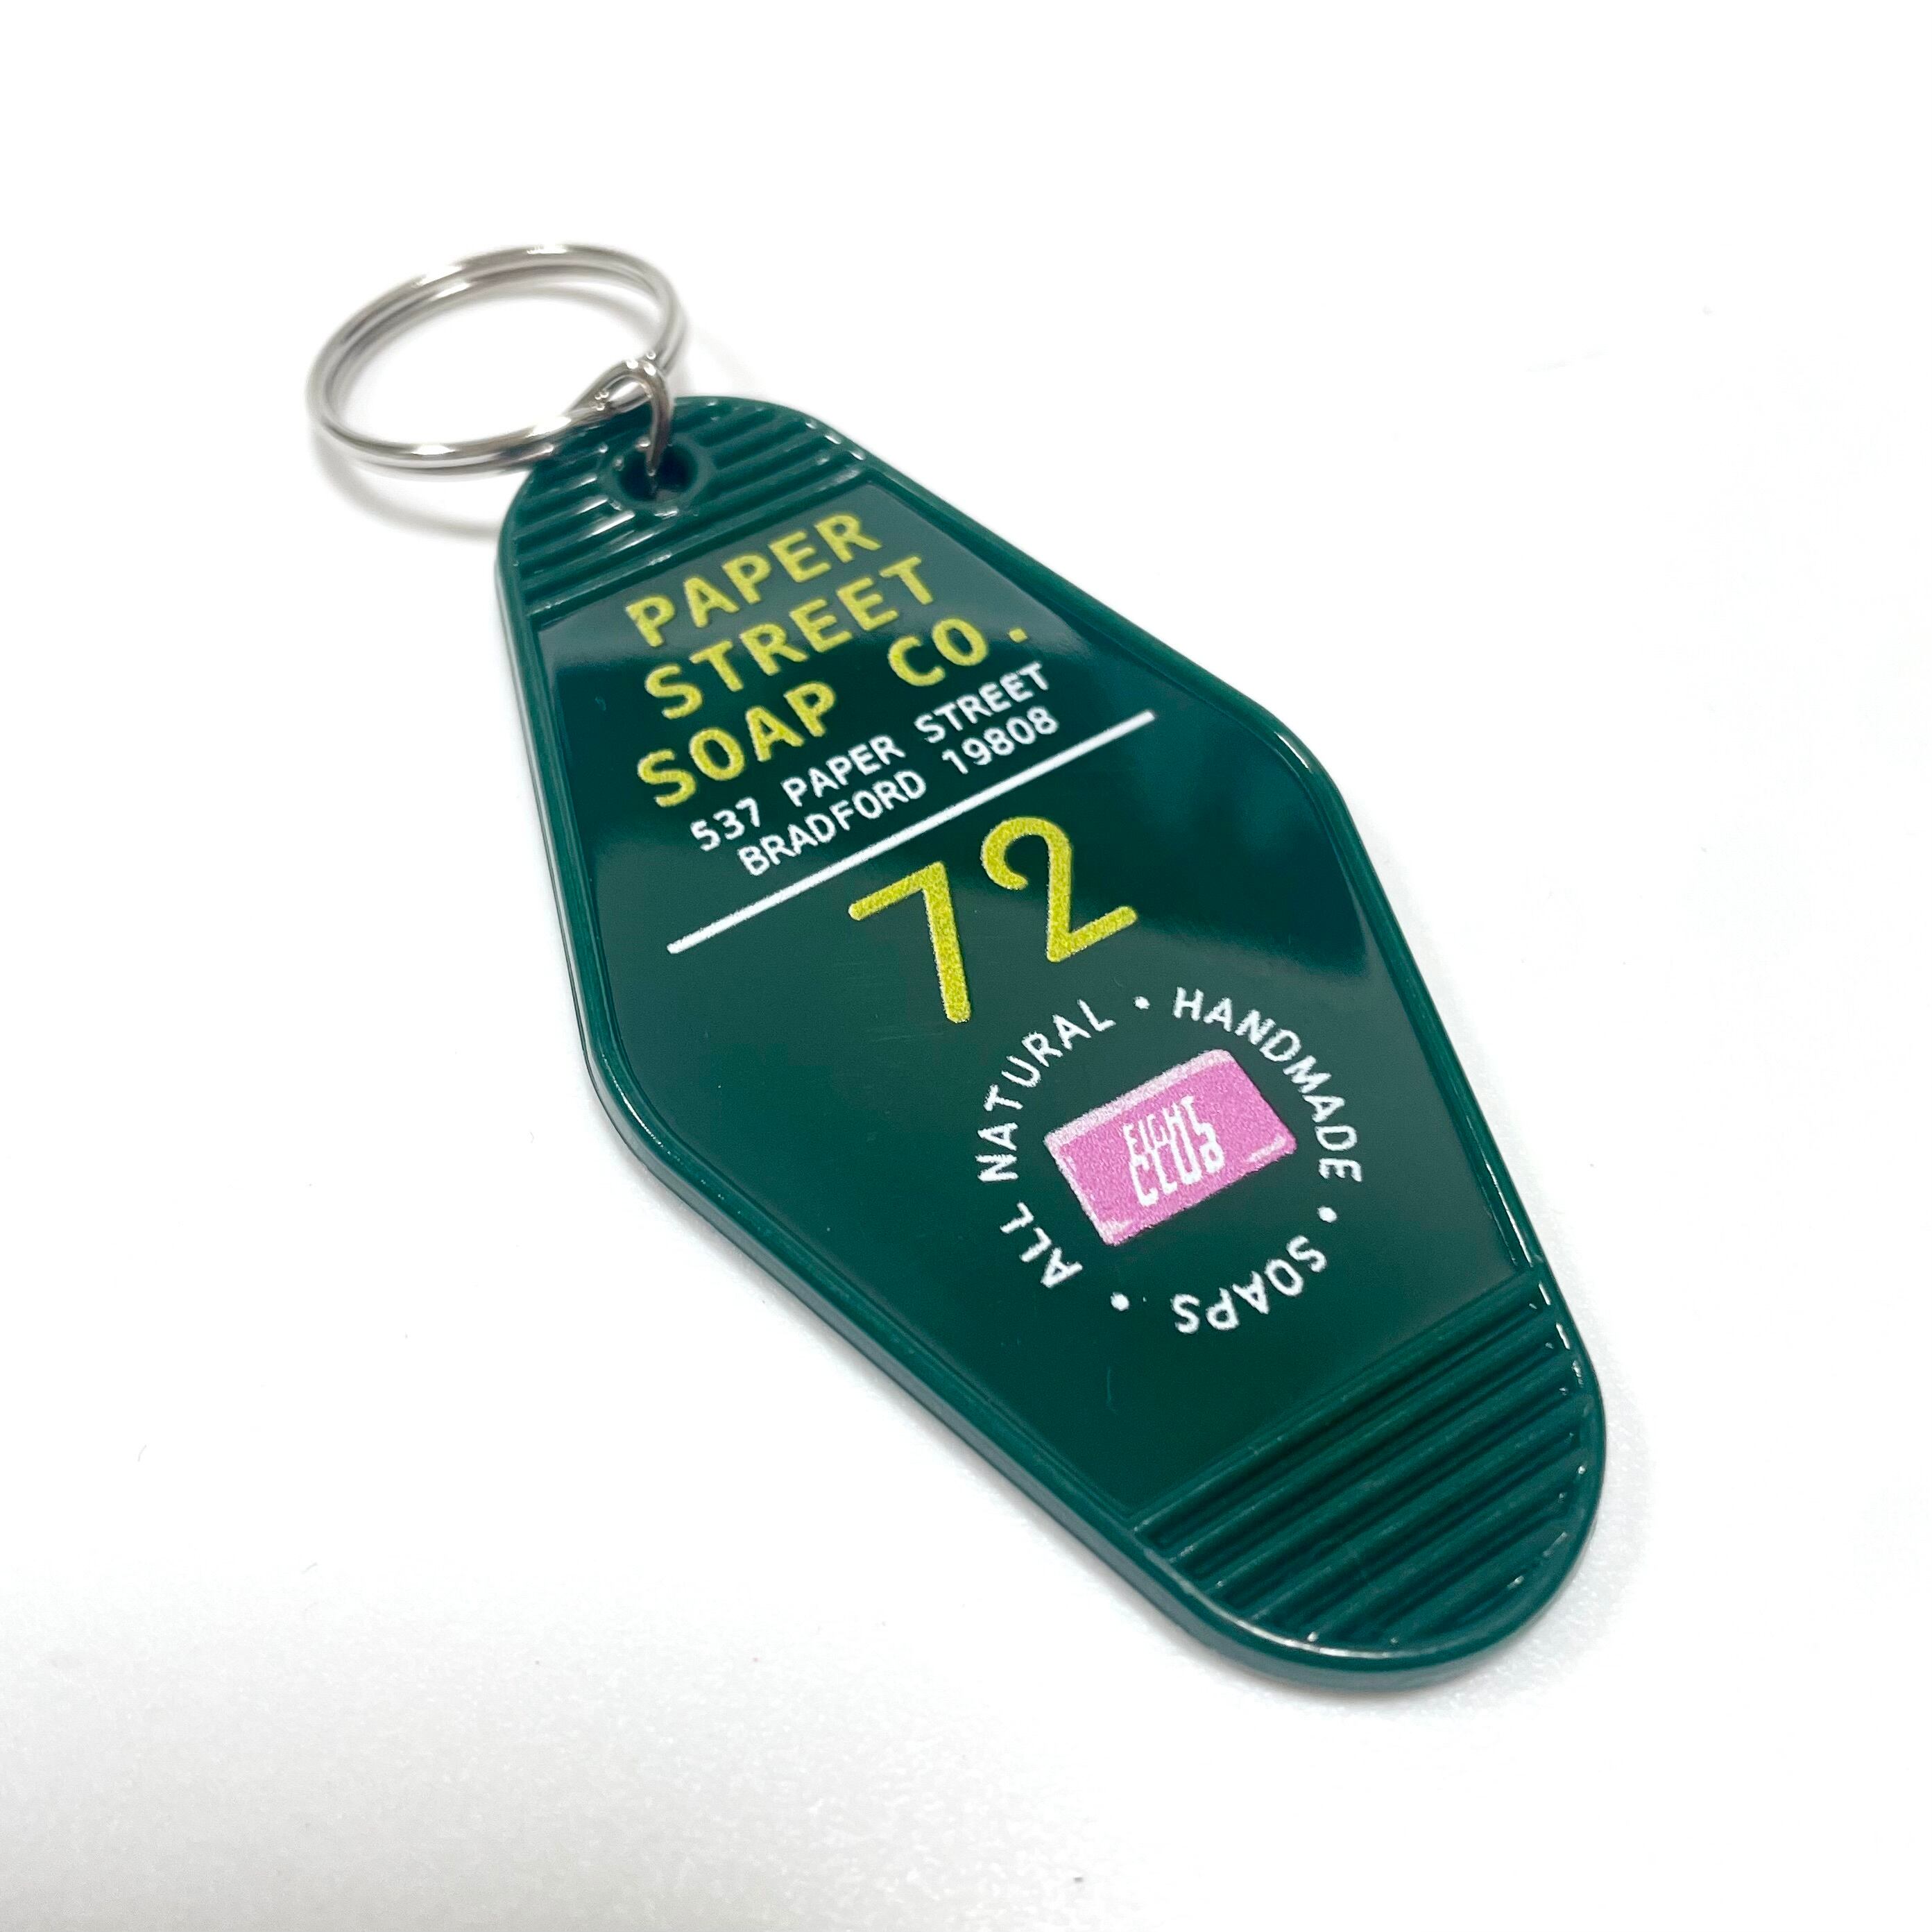 PAPER
STREET
SOAP CO.
537 PAPER STREET
BRADFORD 19808
72
ALL NATURAL • HANDMADE • SOAPS •
FIGHT
CLUB